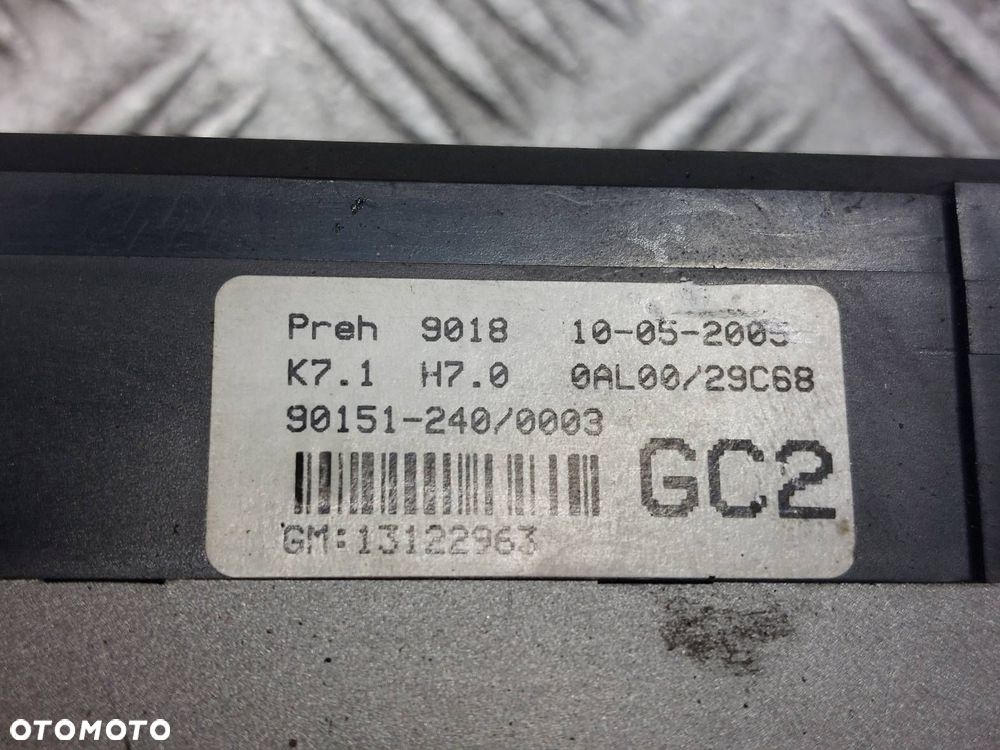 Preh 9018 10-05-2005
K7.1 H7.0 0AL00/29C68
90151-240/0003
GC2
GM:13122963
OTOMOTO